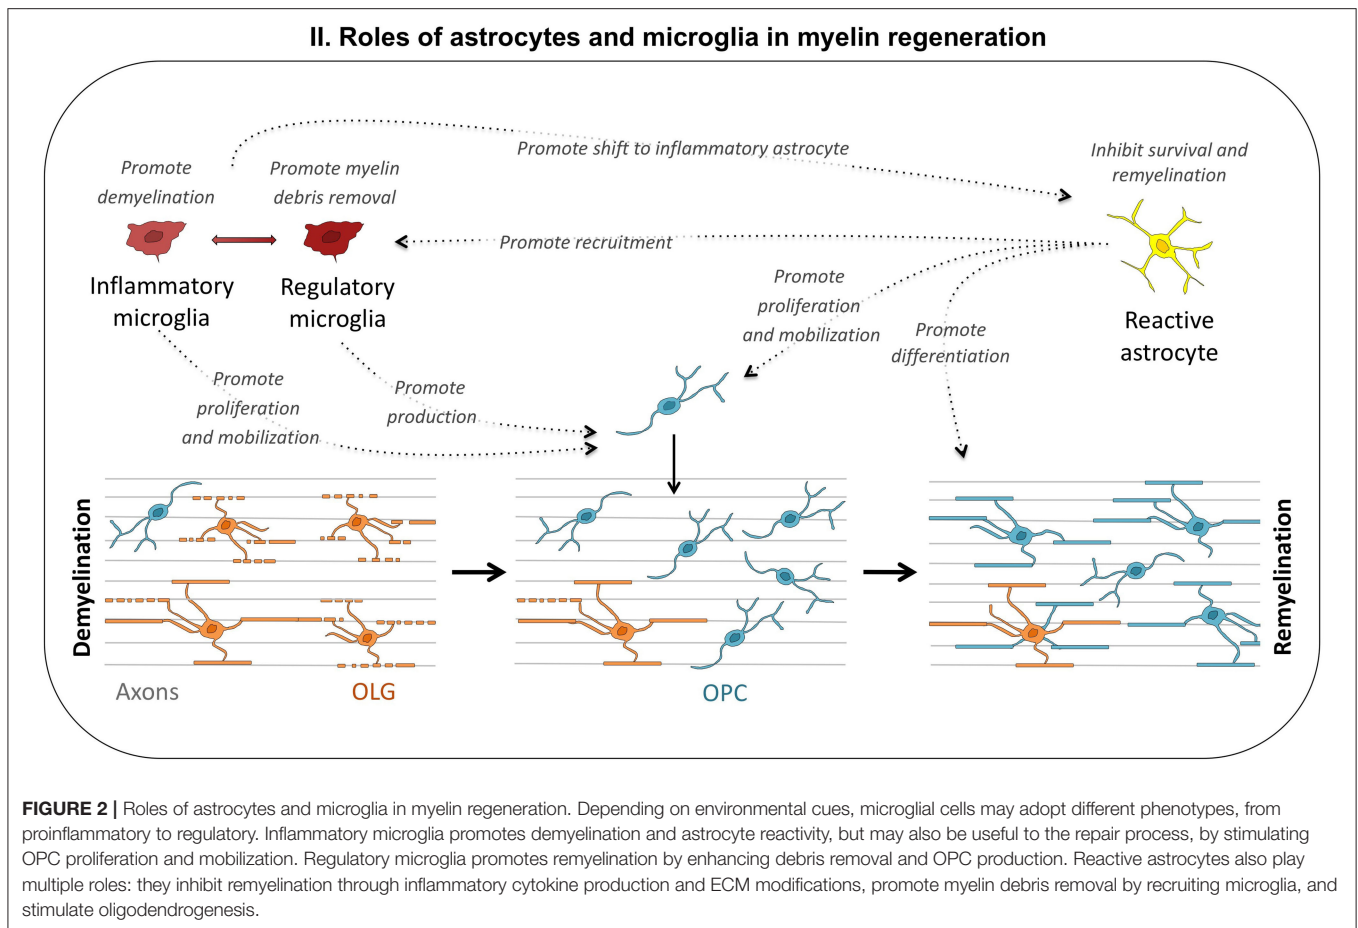 II. Roles of astrocytes and microglia in myelin regeneration
Promote shift to inflammatory astrocyte
Promote
demyelination
Promote myelin
debris removal
Inhibit survival and
remyelination
Promote recruitment
Inflammatory
microglia
Regulatory
microglia
Promote
proliferation
and mobilization
Promote
differentiation
Reactive
astrocyte
Promote
proliferation
and mobilization
Promote
production
Demyelination
Remyelination
Axons
OLG
OPC
FIGURE 2 | Roles of astrocytes and microglia in myelin regeneration. Depending on environmental cues, microglial cells may adopt different phenotypes, from
proinflammatory to regulatory. Inflammatory microglia promotes demyelination and astrocyte reactivity, but may also be useful to the repair process, by stimulating
OPC proliferation and mobilization. Regulatory microglia promotes remyelination by enhancing debris removal and OPC production. Reactive astrocytes also play
multiple roles: they inhibit remyelination through inflammatory cytokine production and ECM modifications, promote myelin debris removal by recruiting microglia, and
stimulate oligodendrogenesis.